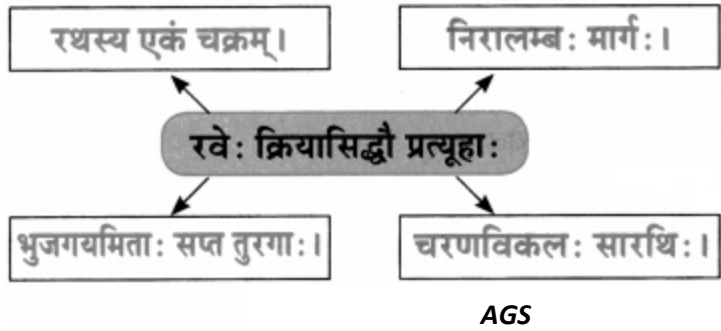 रथस्य एकं चक्रम्।
निरालम्बः मार्गः।
रवेः क्रियासिद्धौ प्रत्यूहाः
भुजगयमिताः सप्त तुरगाः।
चरणविकलः सारथिः।
AGS